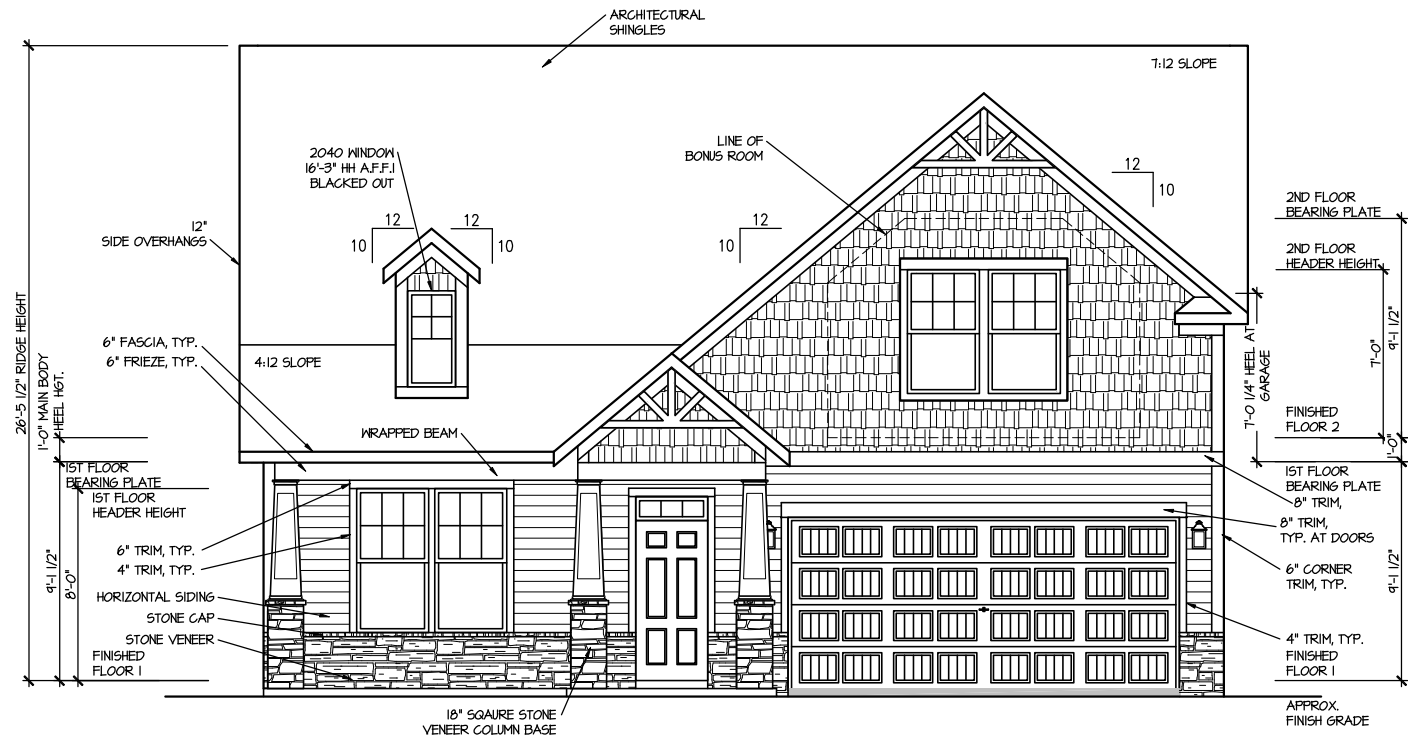 ARCHITECTURAL
SHINGLES
7:12 SLOPE
2040 WINDOW
16'-3" HH A.F.F.1
BLACKED OUT
LINE OF
BONUS ROOM
12
10
2ND FLOOR
BEARING PLATE
12"
SIDE OVERHANGS
12
10
12
10
12
10
2ND FLOOR
HEADER HEIGHT
26'-5 1/2" RIDGE HEIGHT
1'-0" MAIN BODY
HEEL HGT.
6" FASCIA, TYP.
6" FRIEZE, TYP.
4:12 SLOPE
7'-0 1/4" HEEL AT
GARAGE
7'-0"
9'-1 1/2"
FINISHED
FLOOR 2
1'-0"
WRAPPED BEAM
1ST FLOOR
BEARING PLATE
1ST FLOOR
HEADER HEIGHT
1ST FLOOR
BEARING PLATE
8" TRIM,
8" TRIM,
TYP. AT DOORS
6" TRIM, TYP.
4" TRIM, TYP.
6" CORNER
TRIM, TYP.
9'-1 1/2"
8'-0"
9'-1 1/2"
HORIZONTAL SIDING
STONE CAP
STONE VENEER
FINISHED
FLOOR 1
4" TRIM, TYP.
FINISHED
FLOOR 1
18" SQAURE STONE
VENEER COLUMN BASE
APPROX.
FINISH GRADE